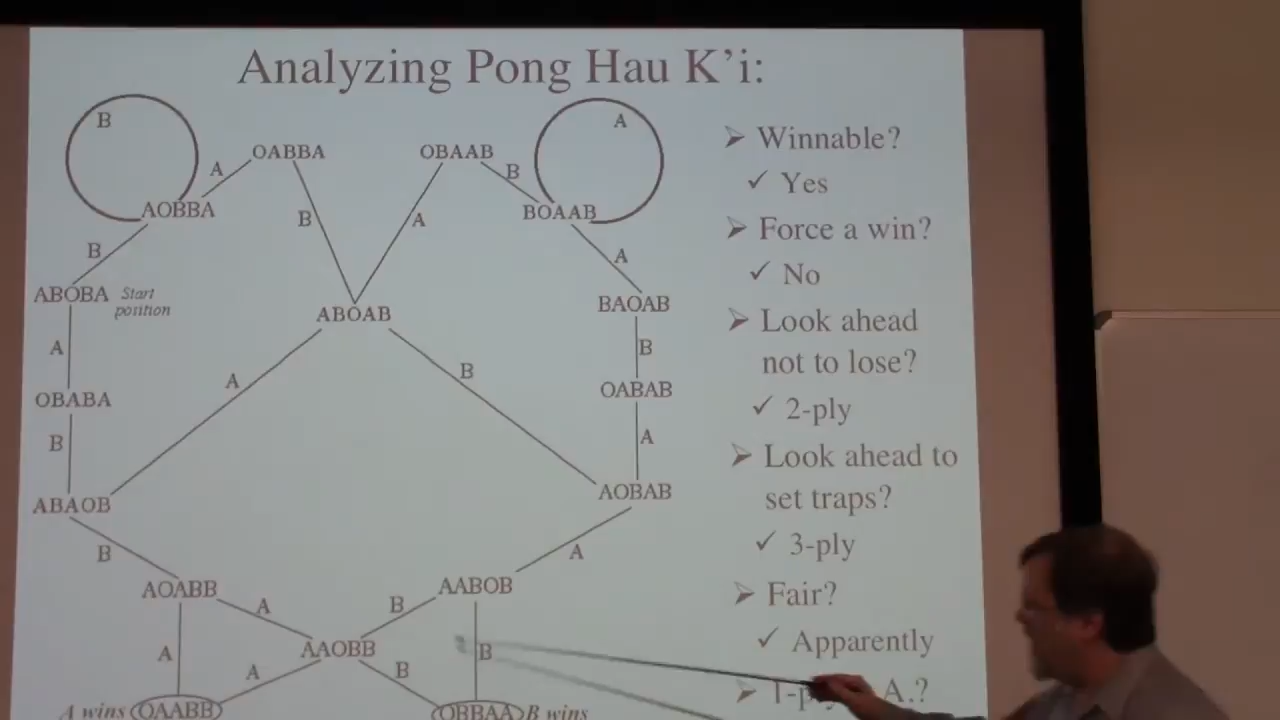 Analyzing Pong Hau K'i:
B
A
OABBA
OBAAB
A
B
AOBBA
BOAAB
B
A
B
A
ABOBA
Start
position
ABOAB
BAOAB
A
B
OBABA
A
B
OABAB
B
A
ABAOB
AOBAB
B
A
AOABB
AABOB
A
B
A
AAOBB
B
A
B
A wins
OAABB
OBBAA
B wins
➢ Winnable?
✓ Yes
➢ Force a win?
✓ No
➢ Look ahead
not to lose?
✓ 2-ply
➢ Look ahead to
set traps?
✓ 3-ply
➢ Fair?
✓ Apparently
➢ A.?